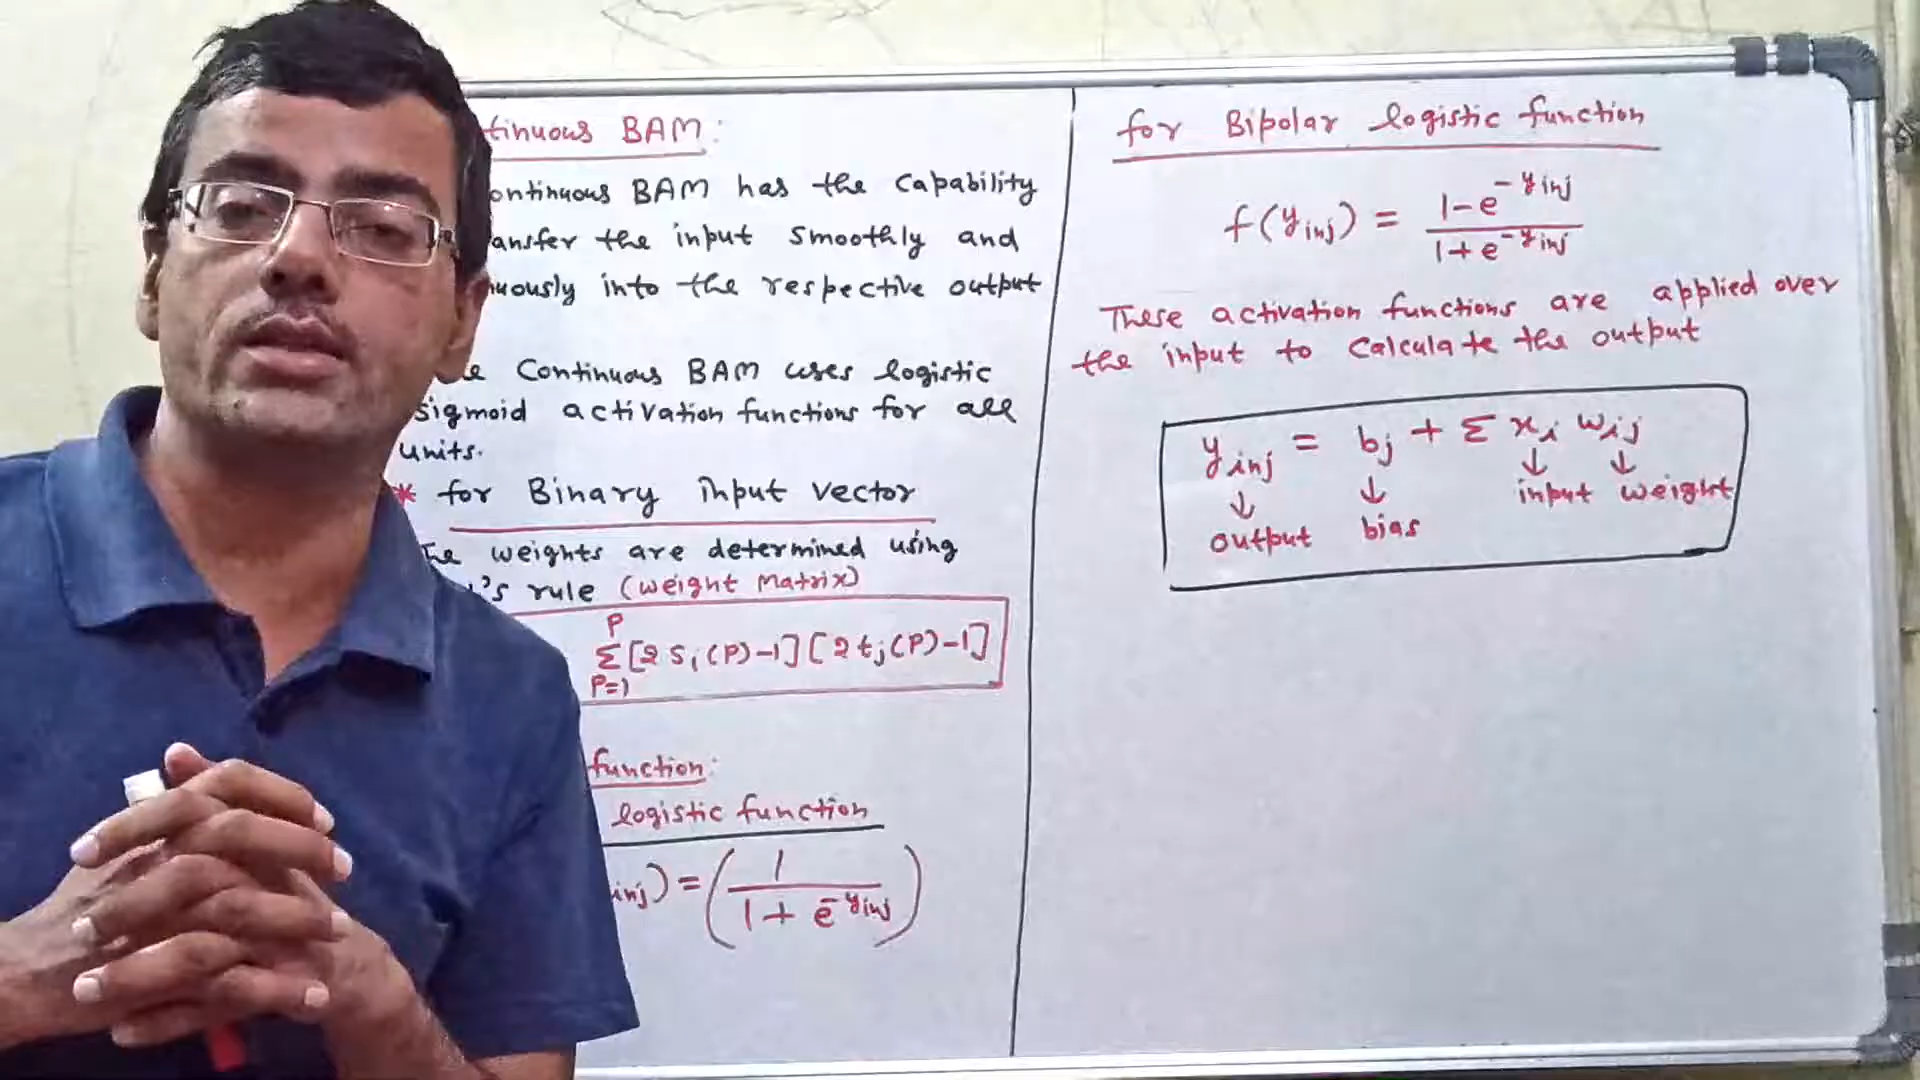 tinuous BAM:
ontinuous BAM has the capability
ansfer the input smoothly and
nuously into the respective output
e Continuous BAM uses logistic
sigmoid activation functions for all
units.
* for Binary input vector
he weights are determined using
's rule (weight matrix)
P
Σ [2 Si (P)-1] [2 tj (P)-1]
P=1
function:
logistic function
inj) = ( 1 / 1 + e^-yinj )
for Bipolar logistic function
f(yinj) = 1-e^-yinj / 1+e^-yinj
These activation functions are applied over
the input to calculate the output
yinj = bj + Σ xi wij
↓ ↓ ↓ ↓
output bias input weight